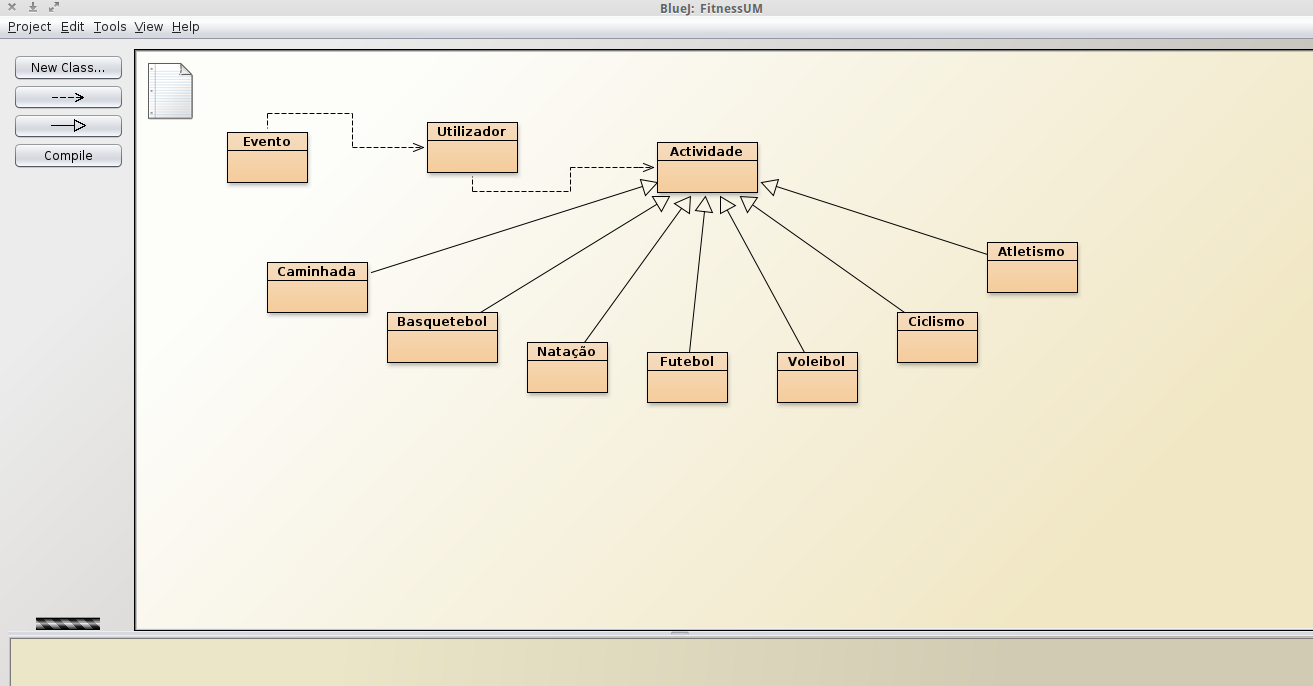 BlueJ: FitnessUM
Project Edit Tools View Help
New Class...
Compile
Evento
Utilizador
Actividade
Caminhada
Basquetebol
Natação
Futebol
Voleibol
Ciclismo
Atletismo